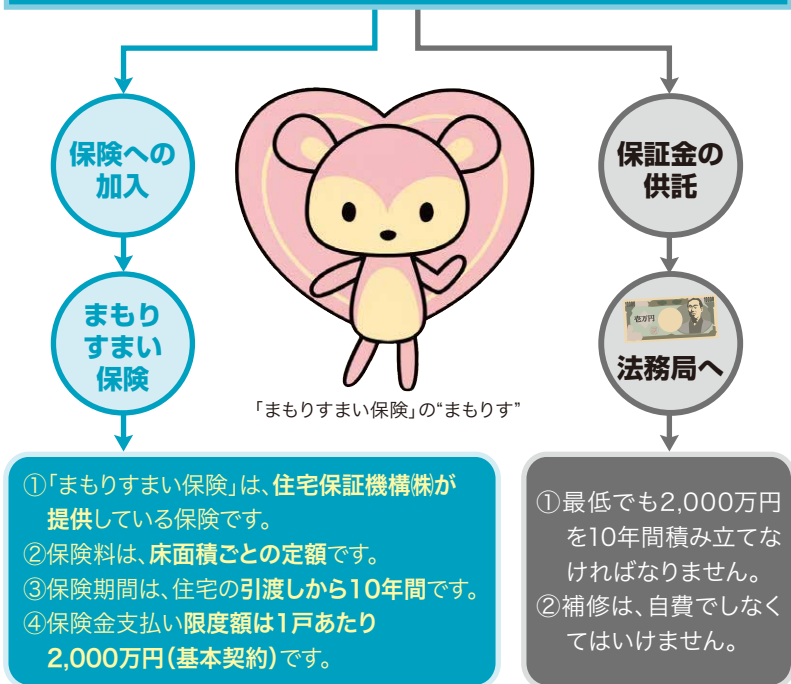 保険への
加入
保証金の
供託
まもり
すまい
保険
壱万円
法務局へ
「まもりすまい保険」の“まもりす”
①「まもりすまい保険」は、住宅保証機構㈱が
提供している保険です。
②保険料は、床面積ごとの定額です。
③保険期間は、住宅の引渡しから10年間です。
④保険金支払い限度額は1戸あたり
2,000万円(基本契約)です。
①最低でも2,000万円
を10年間積み立てな
ければなりません。
②補修は、自費でしなく
てはいけません。